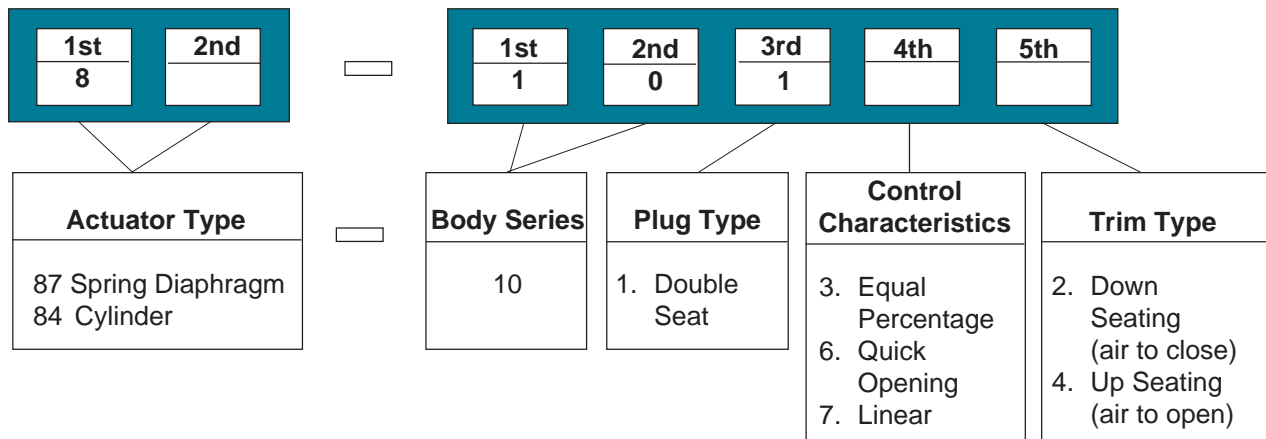 1st 2nd 1st 2nd 3rd 4th 5th
8 1 0 1
Actuator Type
87 Spring Diaphragm
84 Cylinder
Body Series
10
Plug Type
1. Double
Seat
Control
Characteristics
3. Equal
Percentage
6. Quick
Opening
7. Linear
Trim Type
2. Down
Seating
(air to close)
4. Up Seating
(air to open)